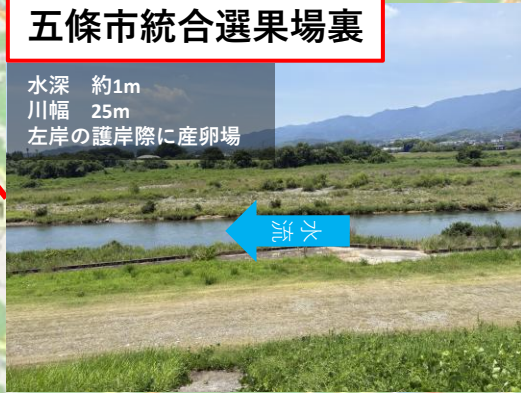 五條市統合選果場裏
水深　約1m
川幅　25m
左岸の護岸際に産卵場
水流